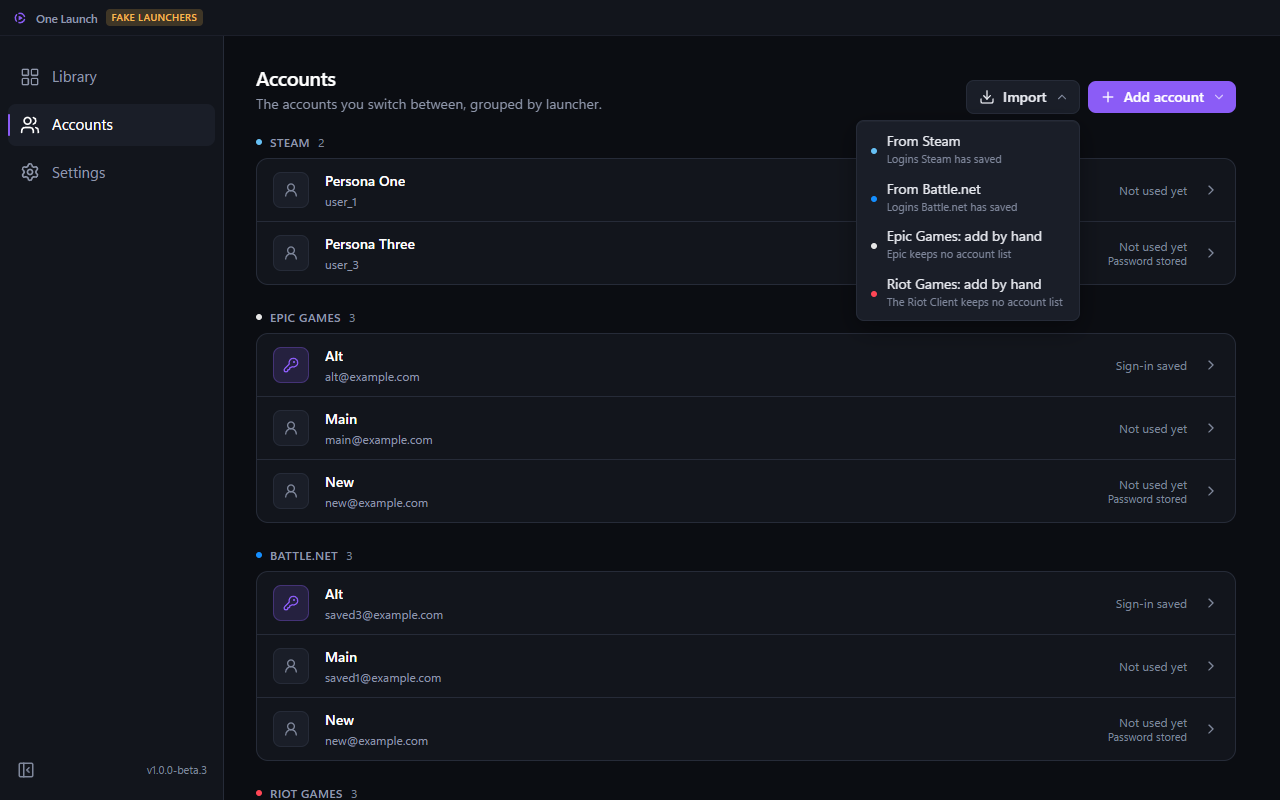 One Launch FAKE LAUNCHERS
Library
Accounts
Settings
v1.0.0-beta.3
Accounts
The accounts you switch between, grouped by launcher.
Import
Add account
From Steam
Logins Steam has saved
From Battle.net
Logins Battle.net has saved
Epic Games: add by hand
Epic keeps no account list
Riot Games: add by hand
The Riot Client keeps no account list
STEAM 2
Persona One
user_1
Not used yet
Persona Three
user_3
Not used yet
Password stored
EPIC GAMES 3
Alt
alt@example.com
Sign-in saved
Main
main@example.com
Not used yet
New
new@example.com
Not used yet
Password stored
BATTLE.NET 3
Alt
saved3@example.com
Sign-in saved
Main
saved1@example.com
Not used yet
New
new@example.com
Not used yet
Password stored
RIOT GAMES 3